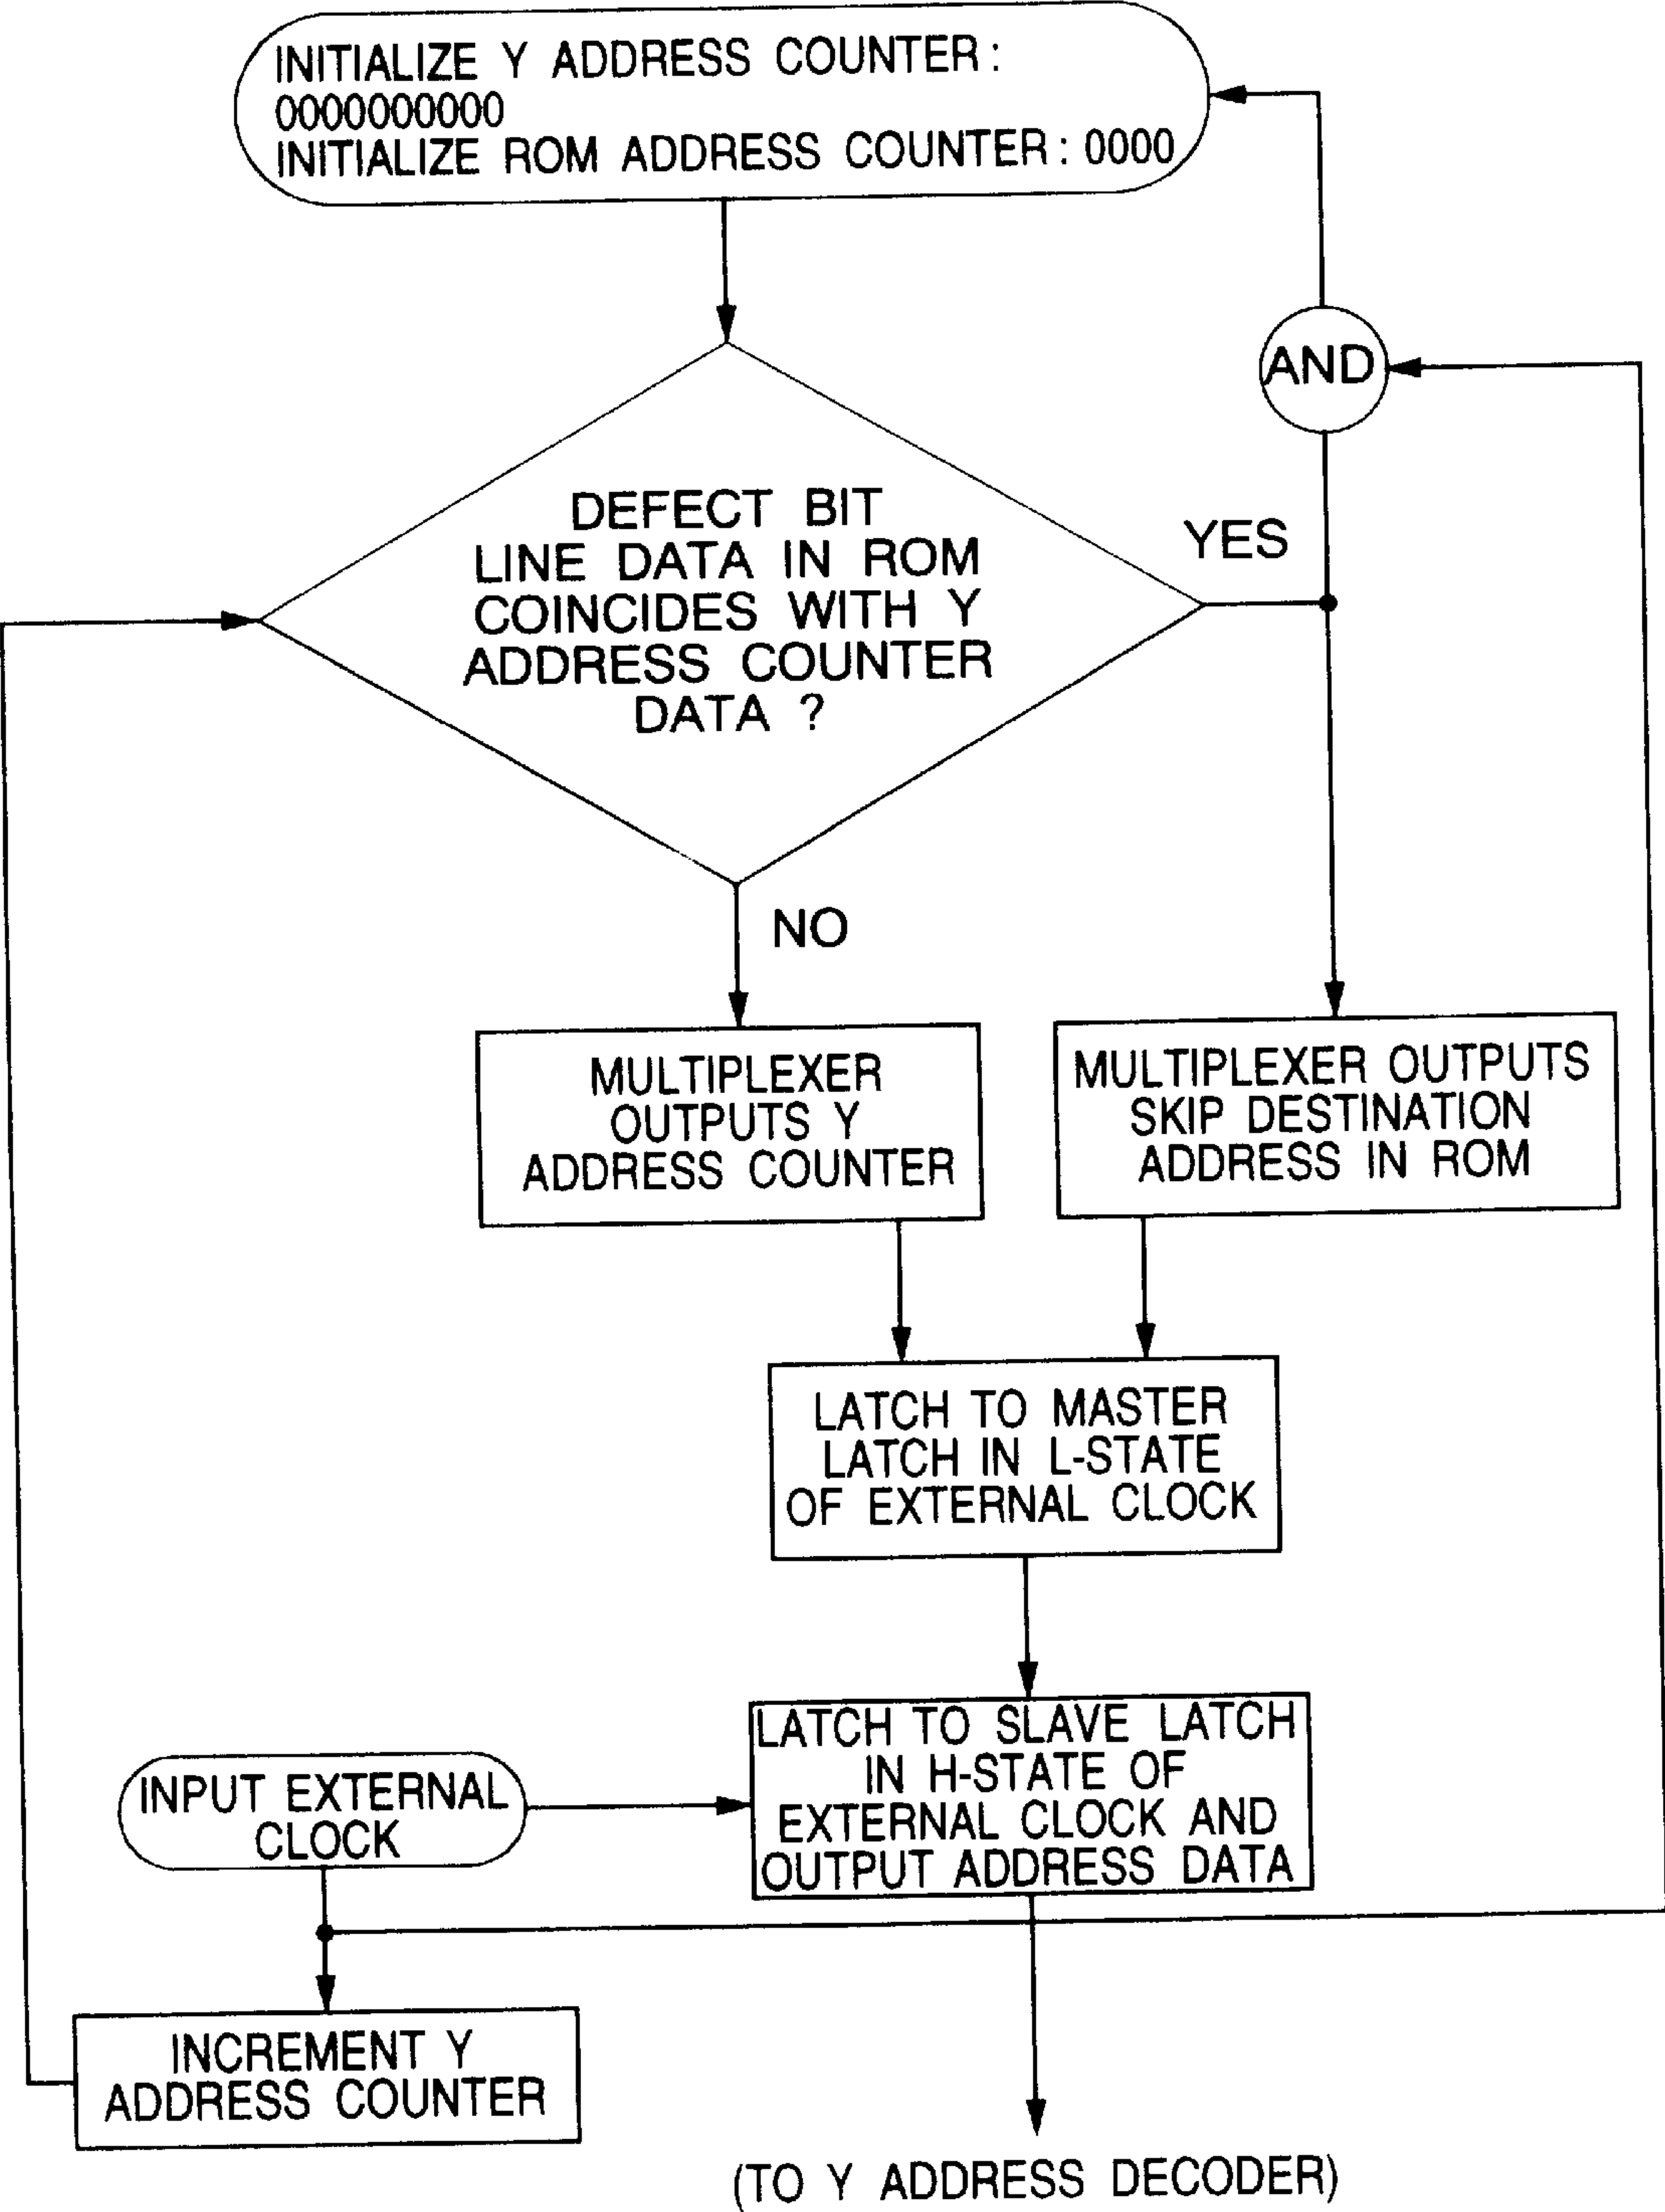 INITIALIZE Y ADDRESS COUNTER:
0000000000
INITIALIZE ROM ADDRESS COUNTER: 0000
AND
DEFECT BIT
LINE DATA IN ROM
COINCIDES WITH Y
ADDRESS COUNTER
DATA ?
YES
NO
MULTIPLEXER
OUTPUTS Y
ADDRESS COUNTER
MULTIPLEXER OUTPUTS
SKIP DESTINATION
ADDRESS IN ROM
LATCH TO MASTER
LATCH IN L-STATE
OF EXTERNAL CLOCK
LATCH TO SLAVE LATCH
IN H-STATE OF
EXTERNAL CLOCK AND
OUTPUT ADDRESS DATA
INPUT EXTERNAL
CLOCK
INCREMENT Y
ADDRESS COUNTER
(TO Y ADDRESS DECODER)